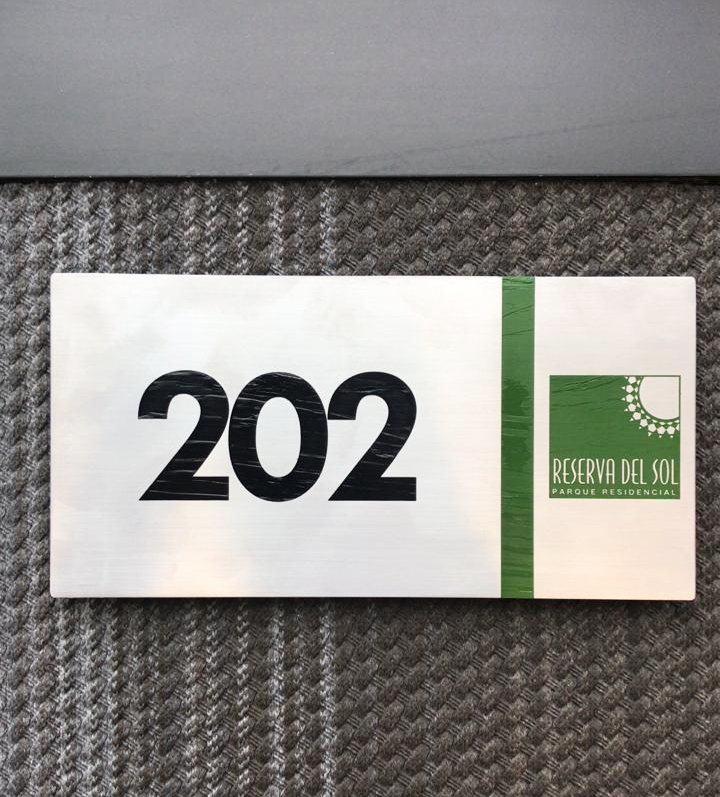 202
RESERVA DEL SOL
PARQUE RESIDENCIAL